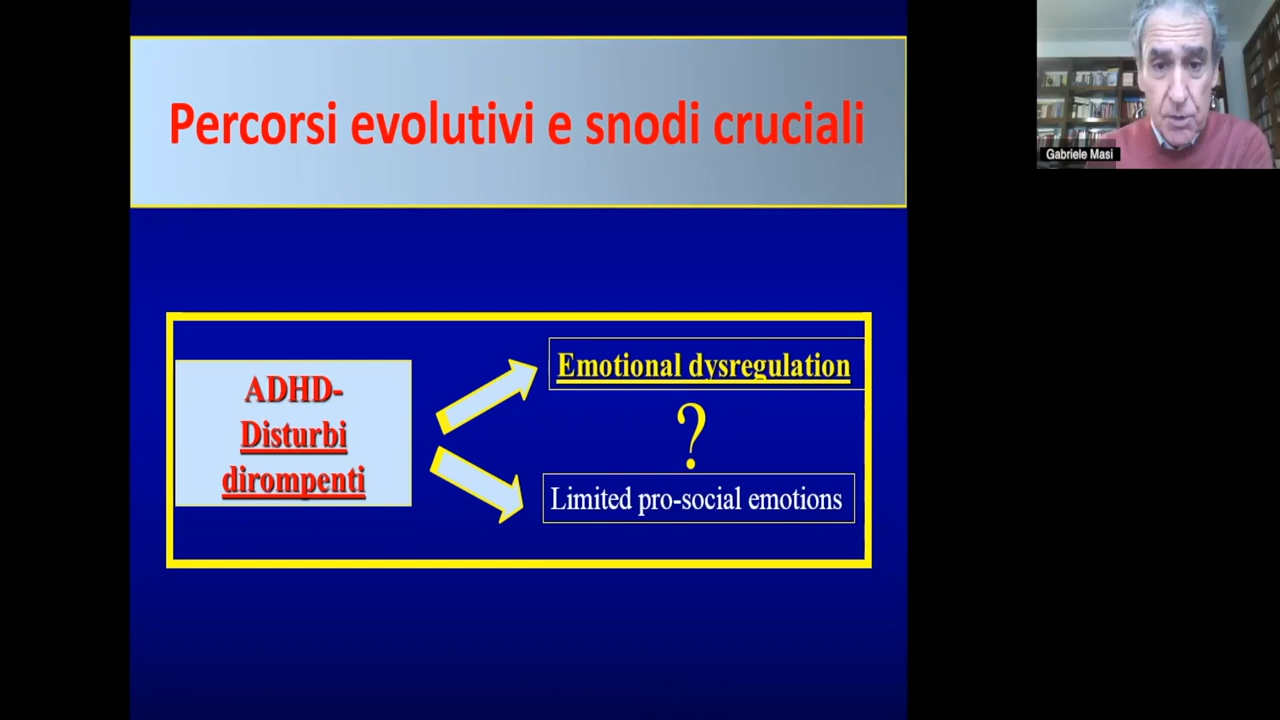 Percorsi evolutivi e snodi cruciali
Gabriele Masi
ADHD-
Disturbi
dirompenti
Emotional dysregulation
?
Limited pro-social emotions